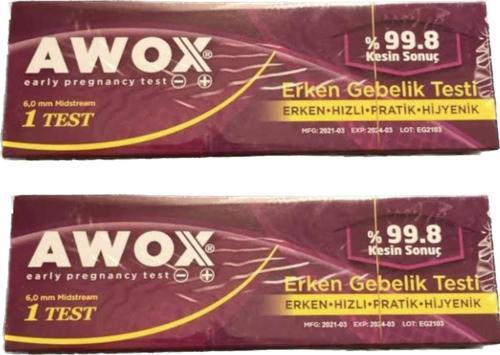 AWOX®
early pregnancy test - +
6,0 mm Midstream
1 TEST
% 99.8
Kesin Sonuç
Erken Gebelik Testi
ERKEN•HIZLI•PRATİK•HİJYENİK
MFG: 2021-03 EXP: 2024-03 LOT: EG2103
AWOX®
early pregnancy test - +
6,0 mm Midstream
1 TEST
% 99.8
Kesin Sonuç
Erken Gebelik Testi
ERKEN•HIZLI•PRATİK•HİJYENİK
MFG: 2021-03 EXP: 2024-03 LOT: EG2103